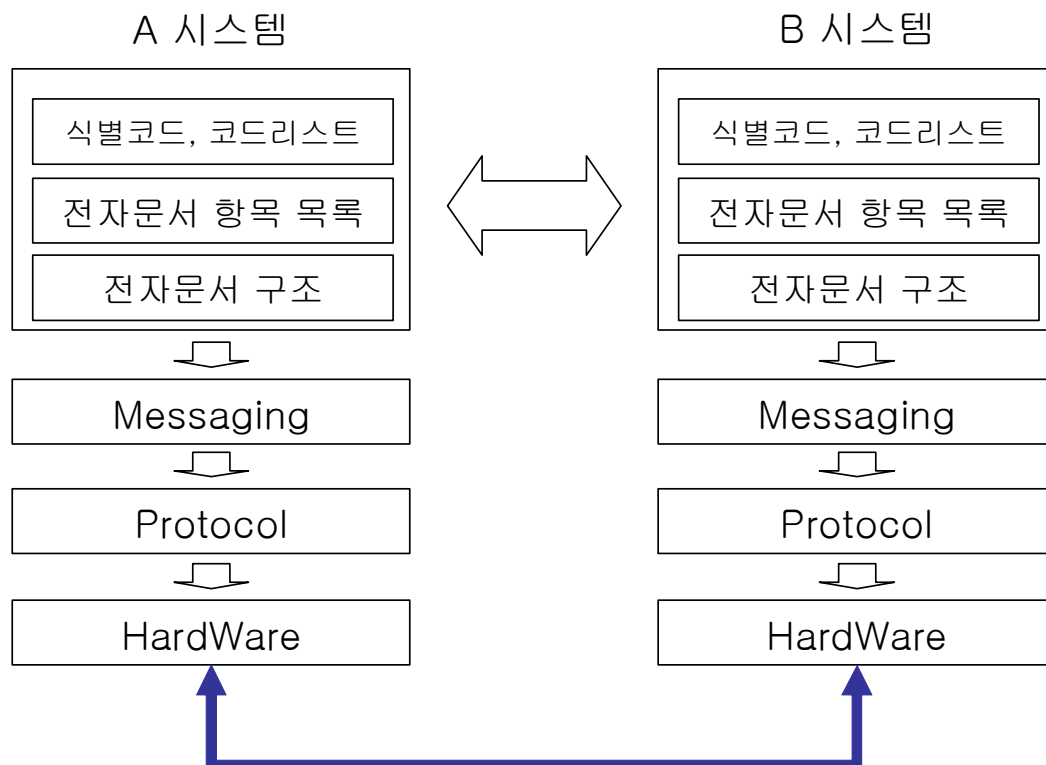 A 시스템
식별코드, 코드리스트
전자문서 항목 목록
전자문서 구조
Messaging
Protocol
HardWare
B 시스템
식별코드, 코드리스트
전자문서 항목 목록
전자문서 구조
Messaging
Protocol
HardWare